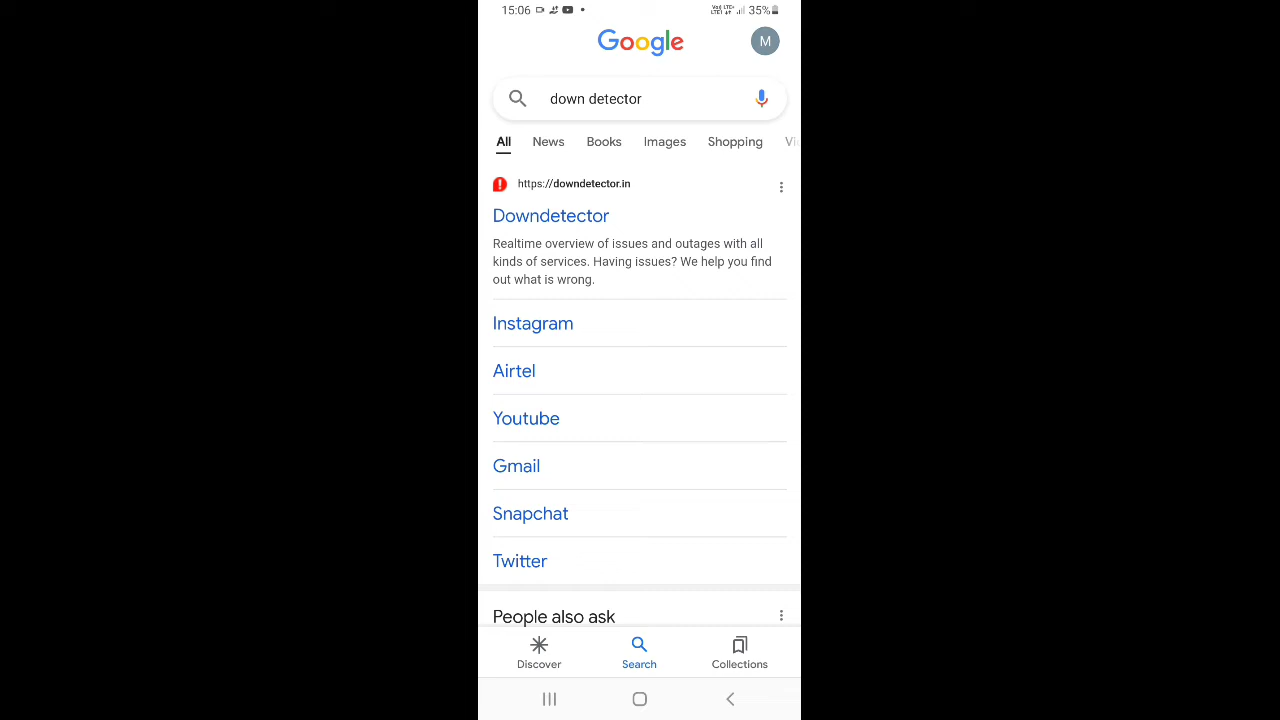 15:06 35%
Google
M
down detector
All News Books Images Shopping
https://downdetector.in
Downdetector
Realtime overview of issues and outages with all
kinds of services. Having issues? We help you find
out what is wrong.
Instagram
Airtel
Youtube
Gmail
Snapchat
Twitter
People also ask
Discover Search Collections